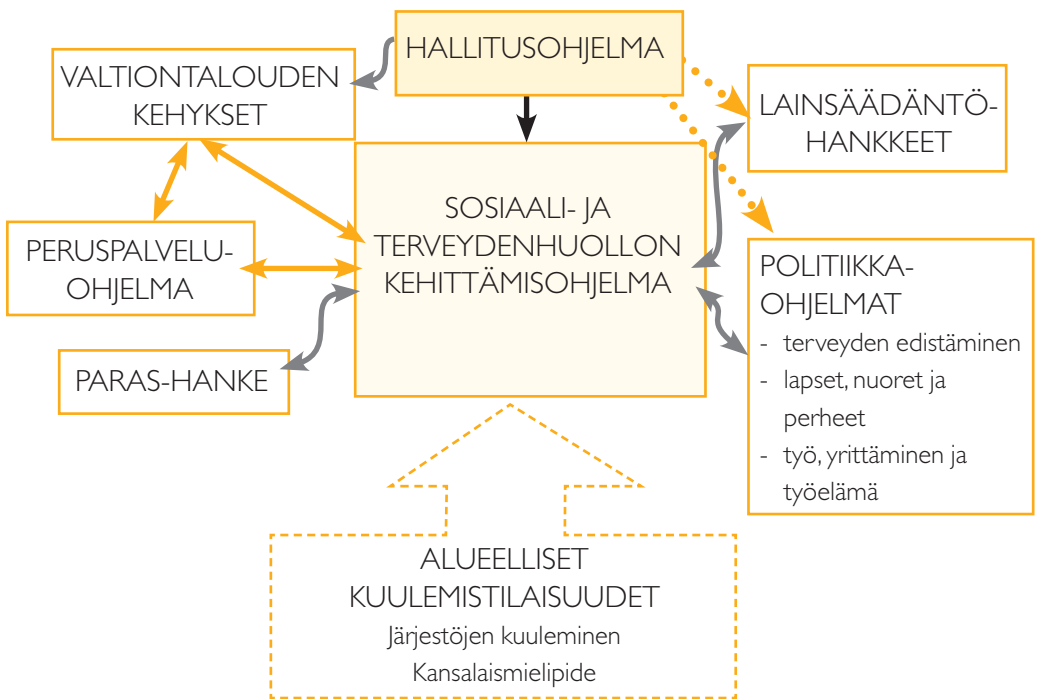 HALLITUSOHJELMA
VALTIONTALOUDEN
KEHYKSET
LAINSÄÄDÄNTÖ-
HANKKEET
SOSIAALI- JA
TERVEYDENHUOLLON
KEHITTÄMISOHJELMA
PERUSPALVELU-
OHJELMA
PARAS-HANKE
POLITIIKKA-
OHJELMAT
- terveyden edistäminen
- lapset, nuoret ja
perheet
- työ, yrittäminen ja
työelämä
ALUEELLISET
KUULEMISTILAISUUDET
Järjestöjen kuuleminen
Kansalaismielipide